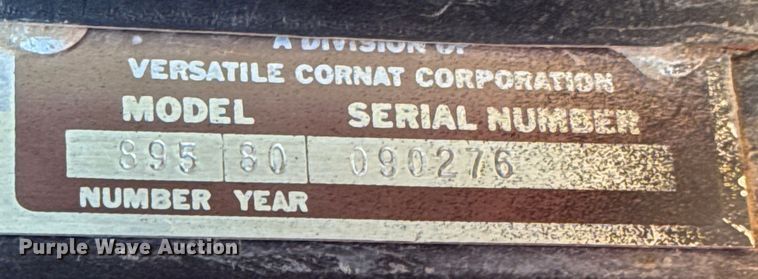 A DIVISION OF
VERSATILE CORNAT CORPORATION
MODEL SERIAL NUMBER
895 80 090276
NUMBER YEAR
Purple Wave Auction